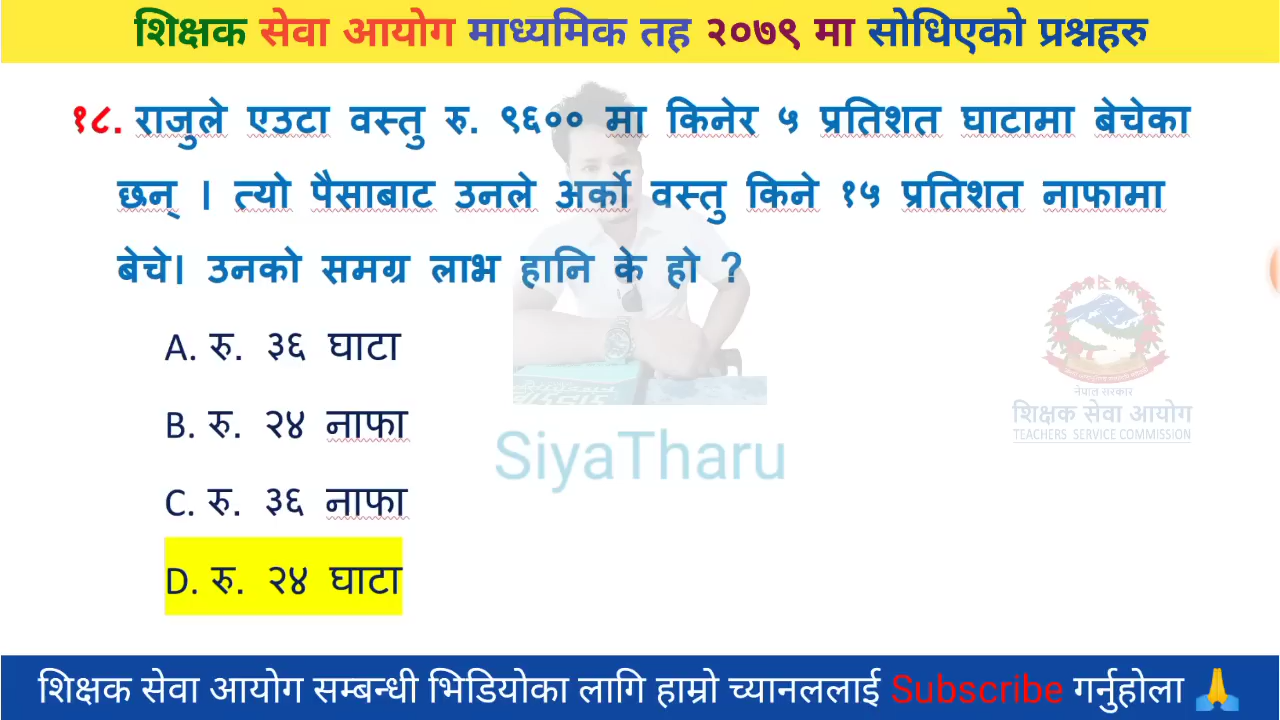 शिक्षक सेवा आयोग माध्यमिक तह २०७९ मा सोधिएको प्रश्नहरु
१८. राजुले एउटा वस्तु रु. ९६०० मा किनेर ५ प्रतिशत घाटामा बेचेका
छन् । त्यो पैसाबाट उनले अर्को वस्तु किने १५ प्रतिशत नाफामा
बेचे। उनको समग्र लाभ हानि के हो ?
A. रु. ३६ घाटा
B. रु. २४ नाफा
C. रु. ३६ नाफा
D. रु. २४ घाटा
SiyaTharu
नेपाल सरकार
शिक्षक सेवा आयोग
TEACHERS SERVICE COMMISSION
शिक्षक सेवा आयोग सम्बन्धी भिडियोका लागि हाम्रो च्यानललाई Subscribe गर्नुहोला 🙏